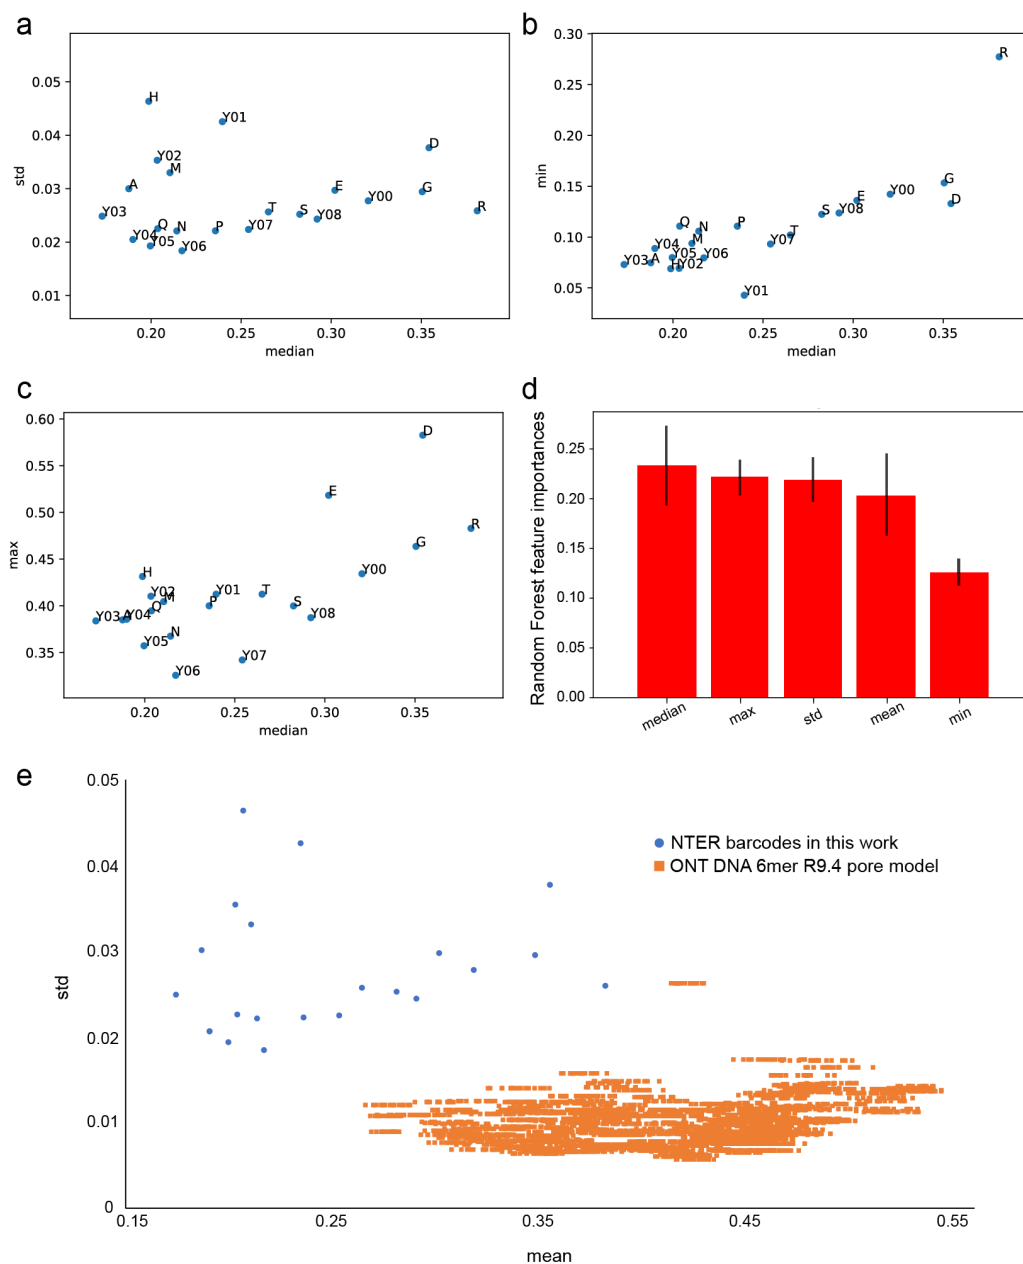 a
0.05
0.04
0.03
0.02
0.01
std
H
Y01
Y02
M
D
A
E
G
Y03
Y00
T
S
R
Q
N
P
Y07
Y08
Y04
Y05
Y06
0.20
0.25
0.30
0.35
median
b
0.30
0.25
0.20
0.15
0.10
0.05
min
R
G
D
Y00
E
Y08
S
Q
N
P
T
M
Y07
Y04
Y05
Y06
Y03
A
H
Y02
Y01
0.20
0.25
0.30
0.35
median
c
0.60
0.55
0.50
0.45
0.40
0.35
max
D
E
R
G
Y00
H
Y02
M
Y01
T
Q
P
S
Y03
A
Y04
Y08
N
Y05
Y07
Y06
0.20
0.25
0.30
0.35
median
d
Random Forest feature importances
0.25
0.20
0.15
0.10
0.05
0.00
median
max
std
mean
min
e
0.05
0.04
0.03
0.02
0.01
0
std
NTER barcodes in this work
ONT DNA 6mer R9.4 pore model
0.15
0.25
0.35
0.45
0.55
mean